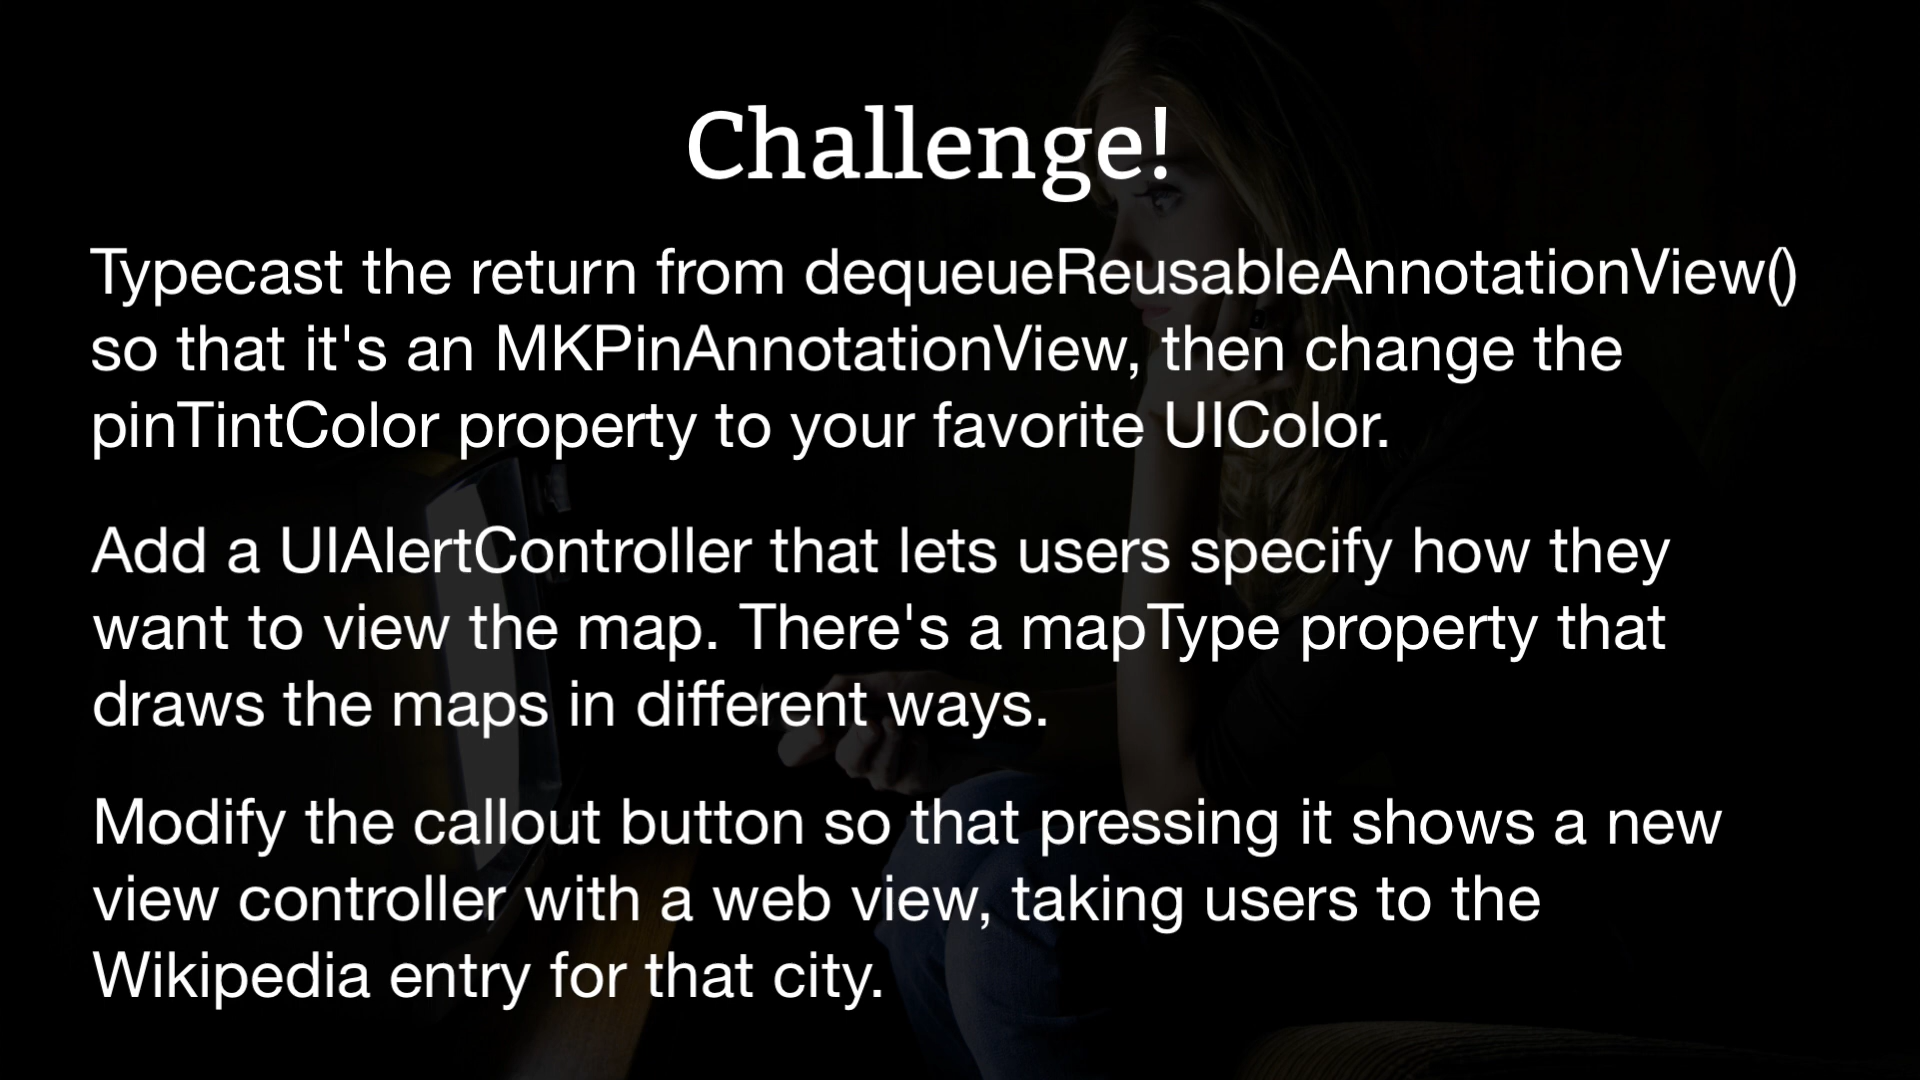 Challenge!
Typecast the return from dequeueReusableAnnotationView()
so that it's an MKPinAnnotationView, then change the
pinTintColor property to your favorite UIColor.
Add a UIAlertController that lets users specify how they
want to view the map. There's a mapType property that
draws the maps in different ways.
Modify the callout button so that pressing it shows a new
view controller with a web view, taking users to the
Wikipedia entry for that city.